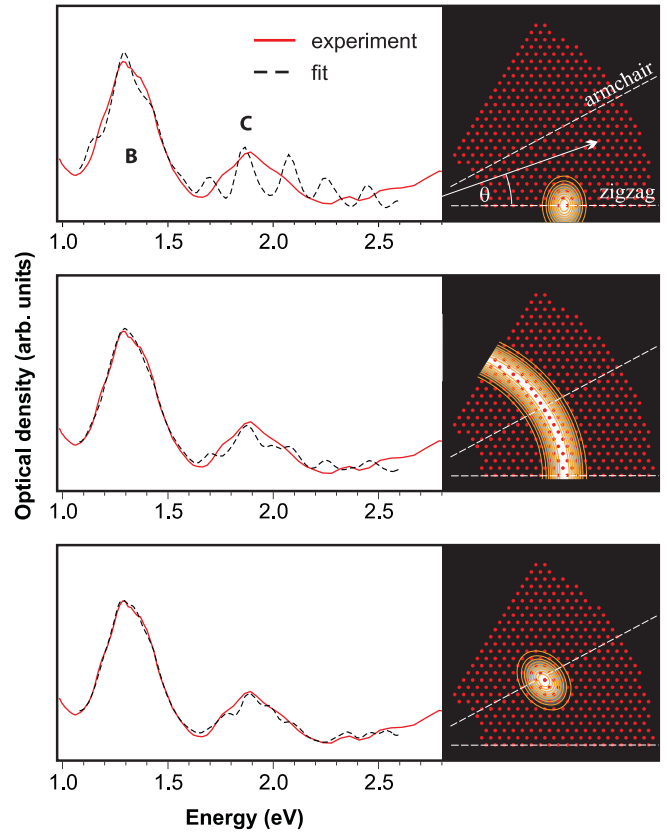 experiment
fit
B
C
armchair
θ
zigzag
1.0 1.5 2.0 2.5
Optical density (arb. units)
1.0 1.5 2.0 2.5
1.0 1.5 2.0 2.5
Energy (eV)